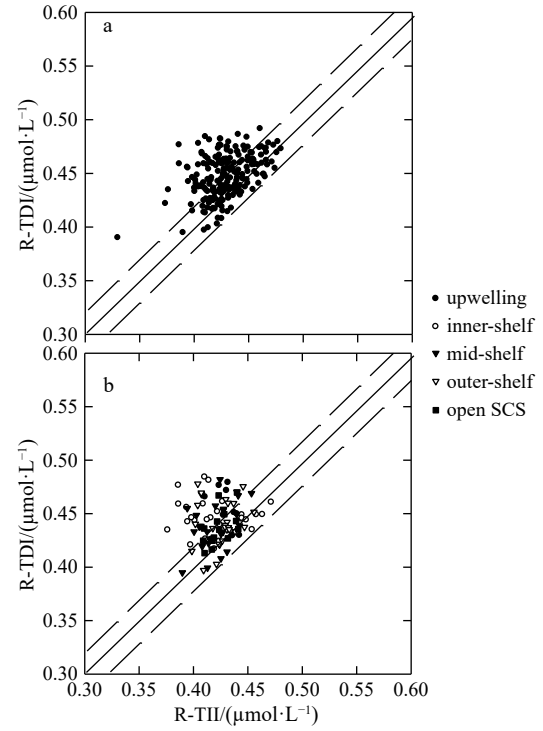 0.60
a
0.55
0.50
0.45
0.40
0.35
0.30
R-TDI/(μmol·L⁻¹)
0.60
b
0.55
0.50
0.45
0.40
0.35
0.30
R-TDI/(μmol·L⁻¹)
0.30 0.35 0.40 0.45 0.50 0.55 0.60
R-TII/(μmol·L⁻¹)
upwelling
inner-shelf
mid-shelf
outer-shelf
open SCS